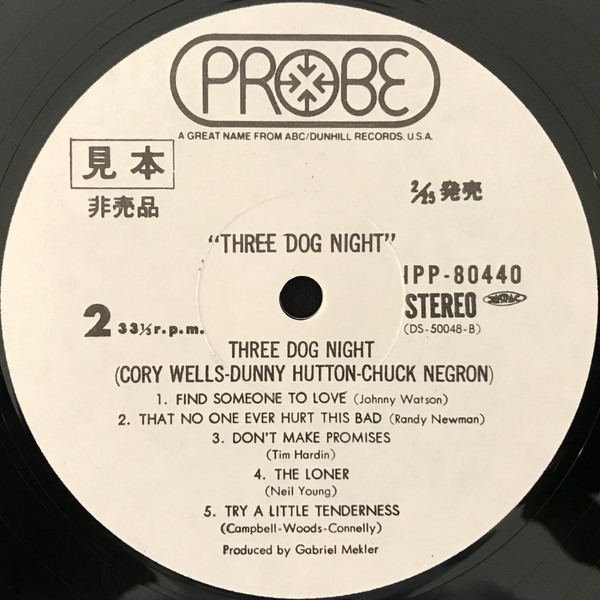 PROBE
A GREAT NAME FROM ABC/DUNHILL RECORDS. U.S.A.
見本
非売品
2/25 発売
"THREE DOG NIGHT"
IPP-80440
STEREO
(DS-50048-B)
2 33⅓ r.p.m.
THREE DOG NIGHT
(CORY WELLS-DUNNY HUTTON-CHUCK NEGRON)
1. FIND SOMEONE TO LOVE (Johnny Watson)
2. THAT NO ONE EVER HURT THIS BAD (Randy Newman)
3. DON'T MAKE PROMISES
(Tim Hardin)
4. THE LONER
(Neil Young)
5. TRY A LITTLE TENDERNESS
(Campbell-Woods-Connelly)
Produced by Gabriel Mekler